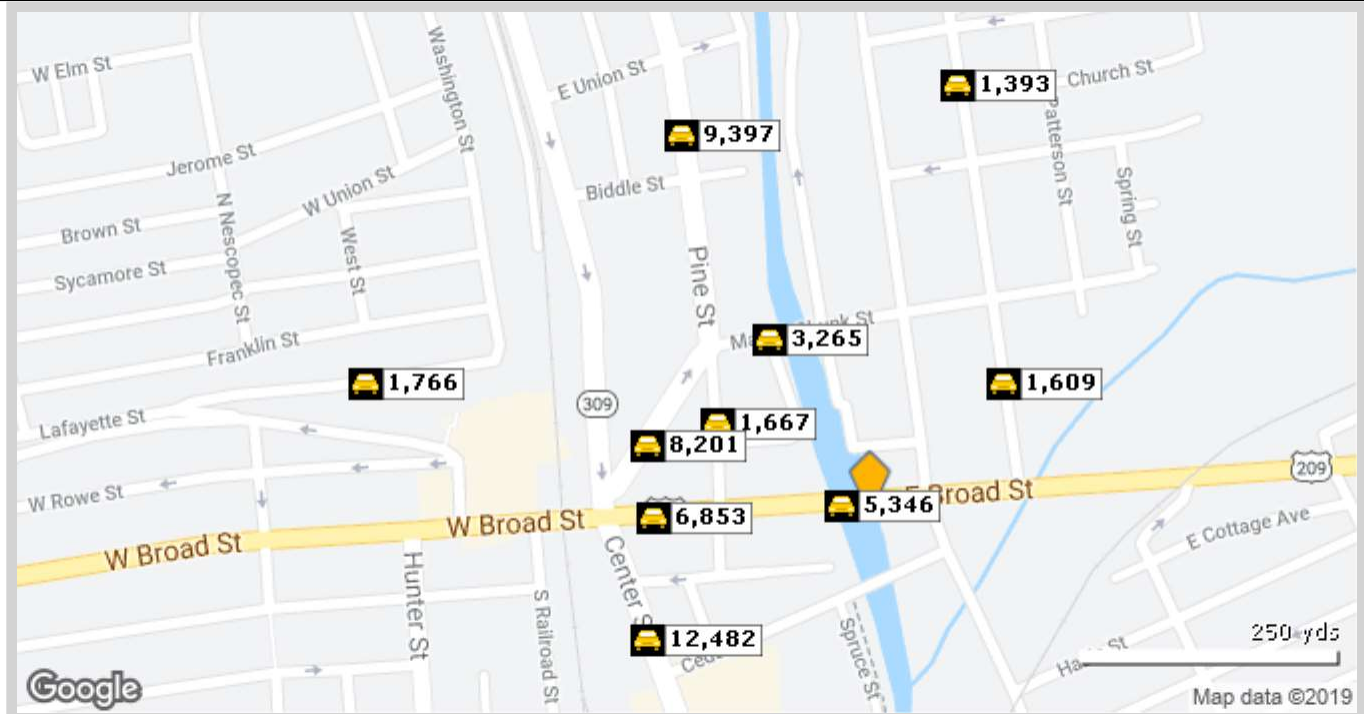 W Elm St
Washington St
E Union St
1,393
Church St
Patterson St
9,397
Jerome St
W Union St
Biddle St
Spring St
N Nescopec St
Brown St
West St
Sycamore St
Pine St
Franklin St
3,265
1,766
1,609
309
Lafayette St
1,667
8,201
209
W Rowe St
E Broad St
5,346
6,853
W Broad St
W Broad St
E Cottage Ave
Hunter St
Center
S Railroad St
Spruce St
12,482
250 yds
Google
Map data ©2019